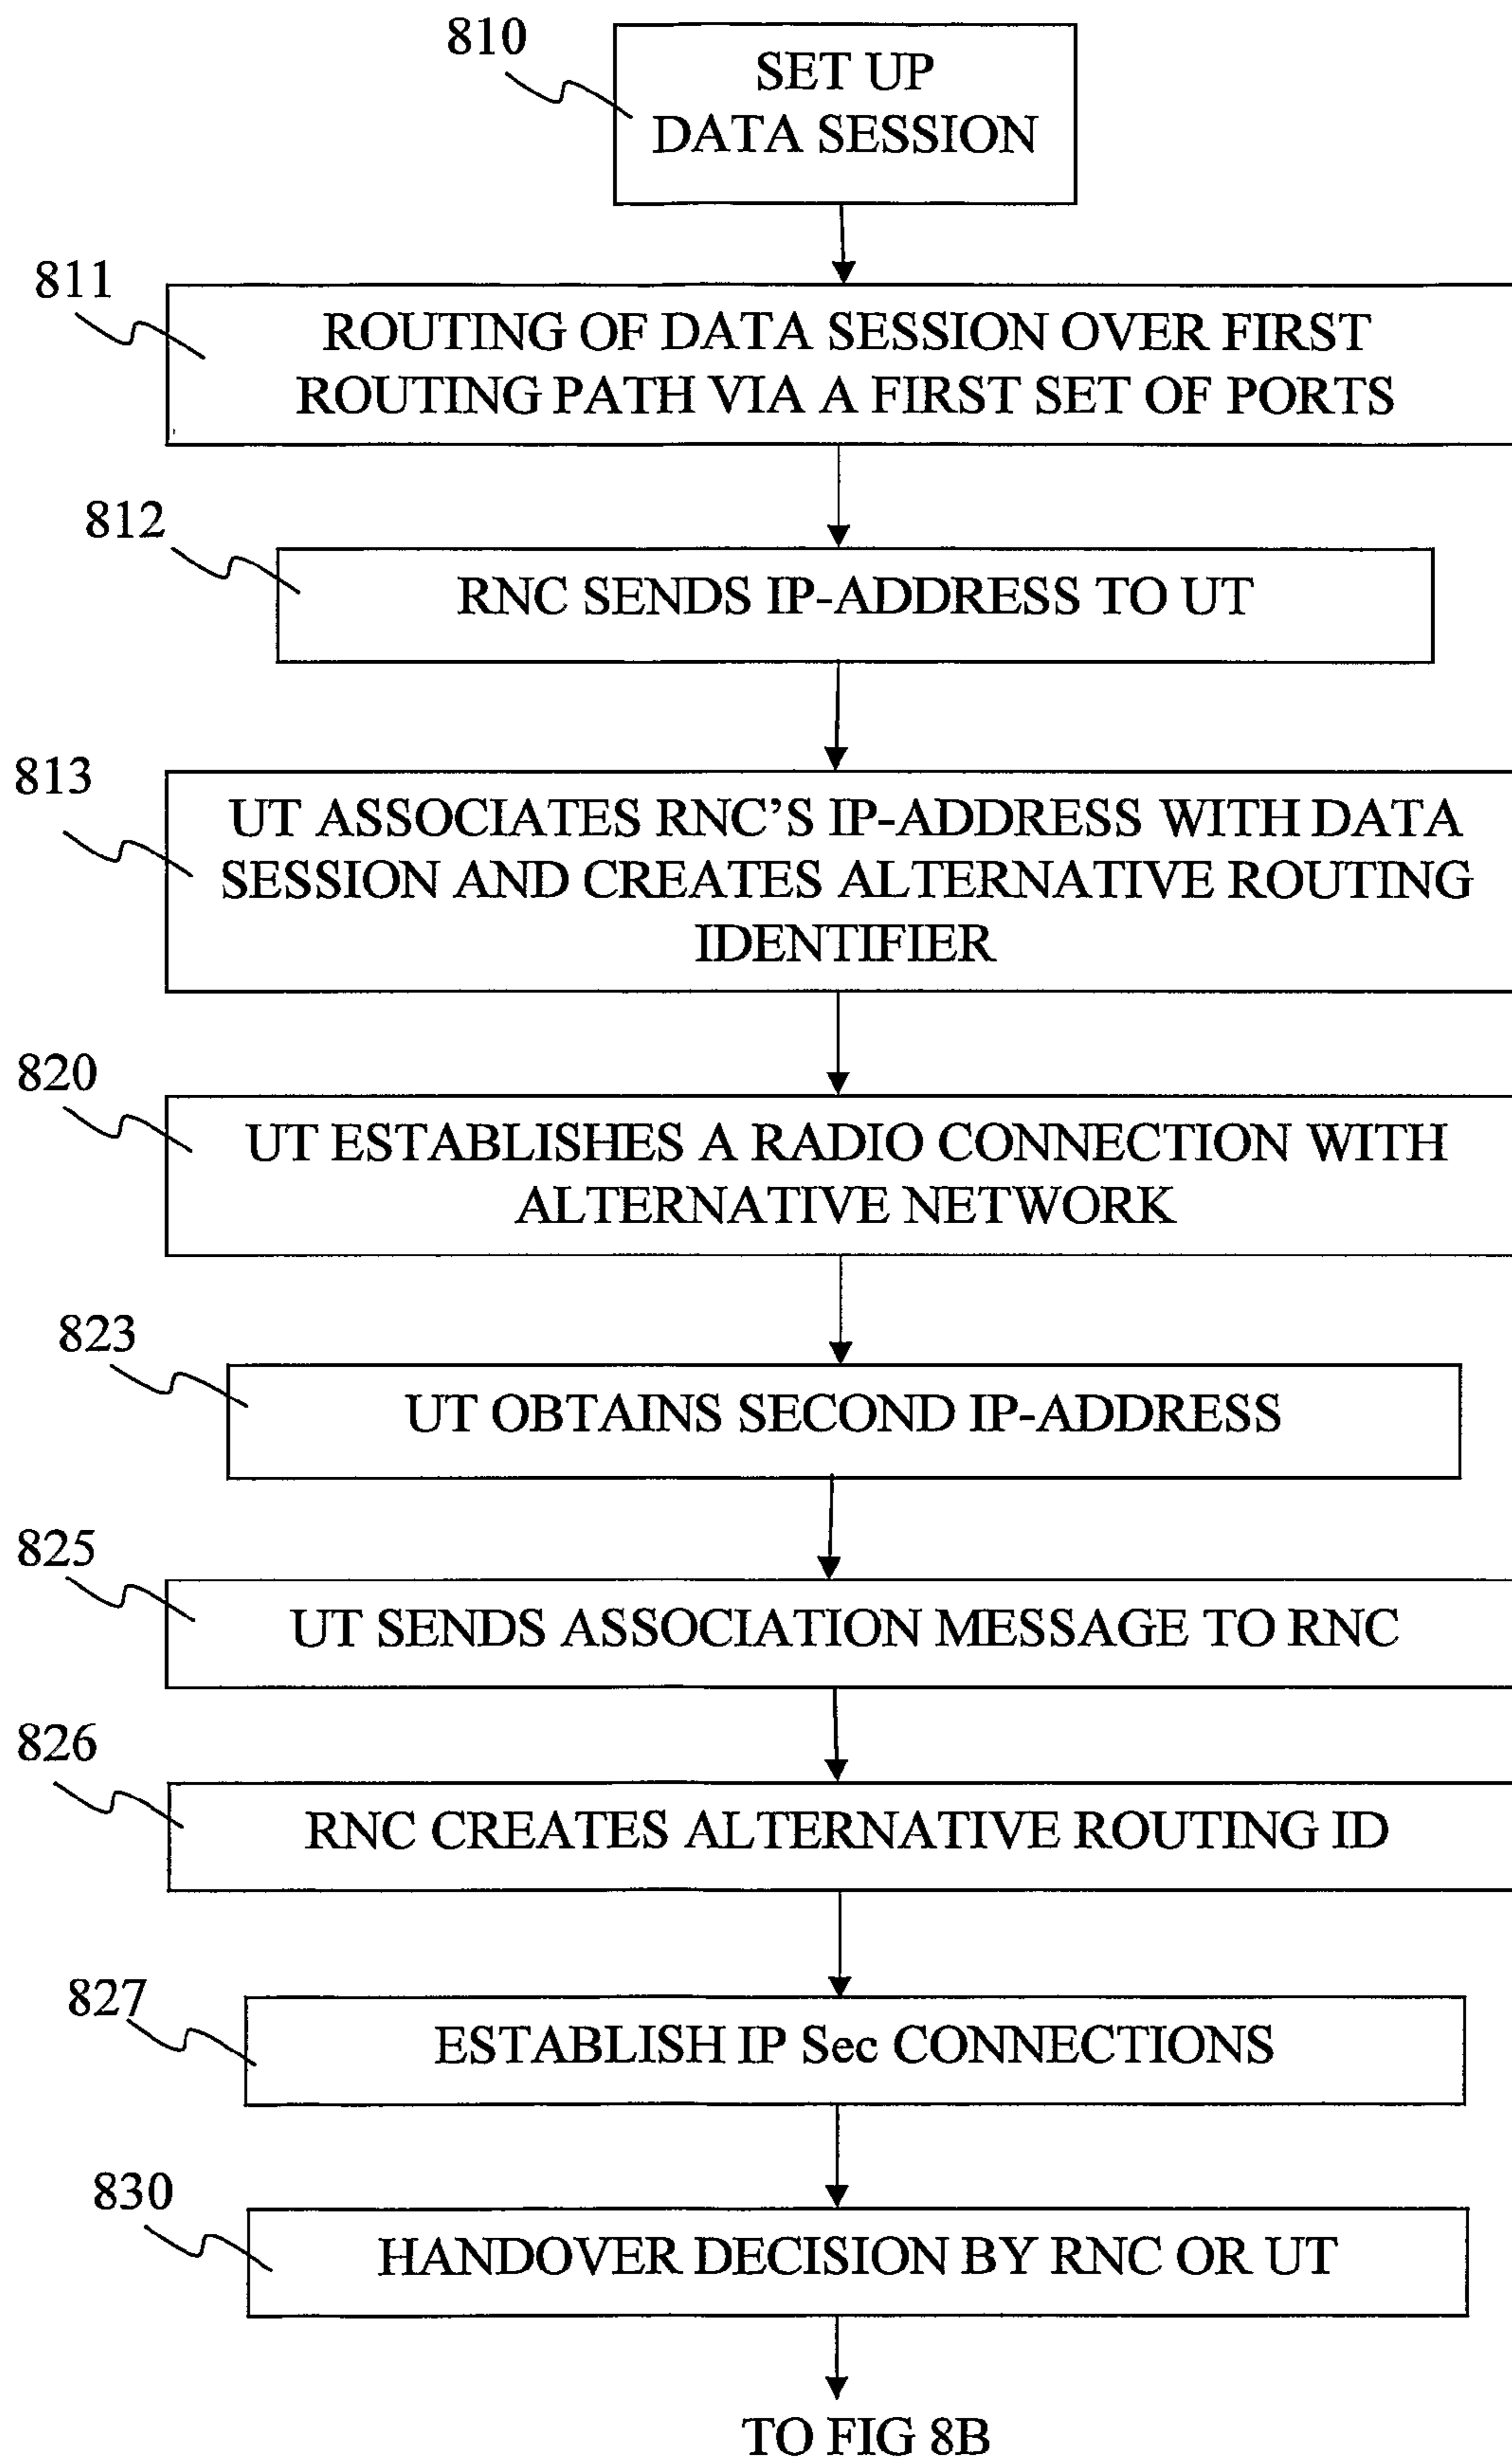 810
SET UP
DATA SESSION
811
ROUTING OF DATA SESSION OVER FIRST
ROUTING PATH VIA A FIRST SET OF PORTS
812
RNC SENDS IP-ADDRESS TO UT
813
UT ASSOCIATES RNC'S IP-ADDRESS WITH DATA
SESSION AND CREATES ALTERNATIVE ROUTING
IDENTIFIER
820
UT ESTABLISHES A RADIO CONNECTION WITH
ALTERNATIVE NETWORK
823
UT OBTAINS SECOND IP-ADDRESS
825
UT SENDS ASSOCIATION MESSAGE TO RNC
826
RNC CREATES ALTERNATIVE ROUTING ID
827
ESTABLISH IP Sec CONNECTIONS
830
HANDOVER DECISION BY RNC OR UT
TO FIG 8B